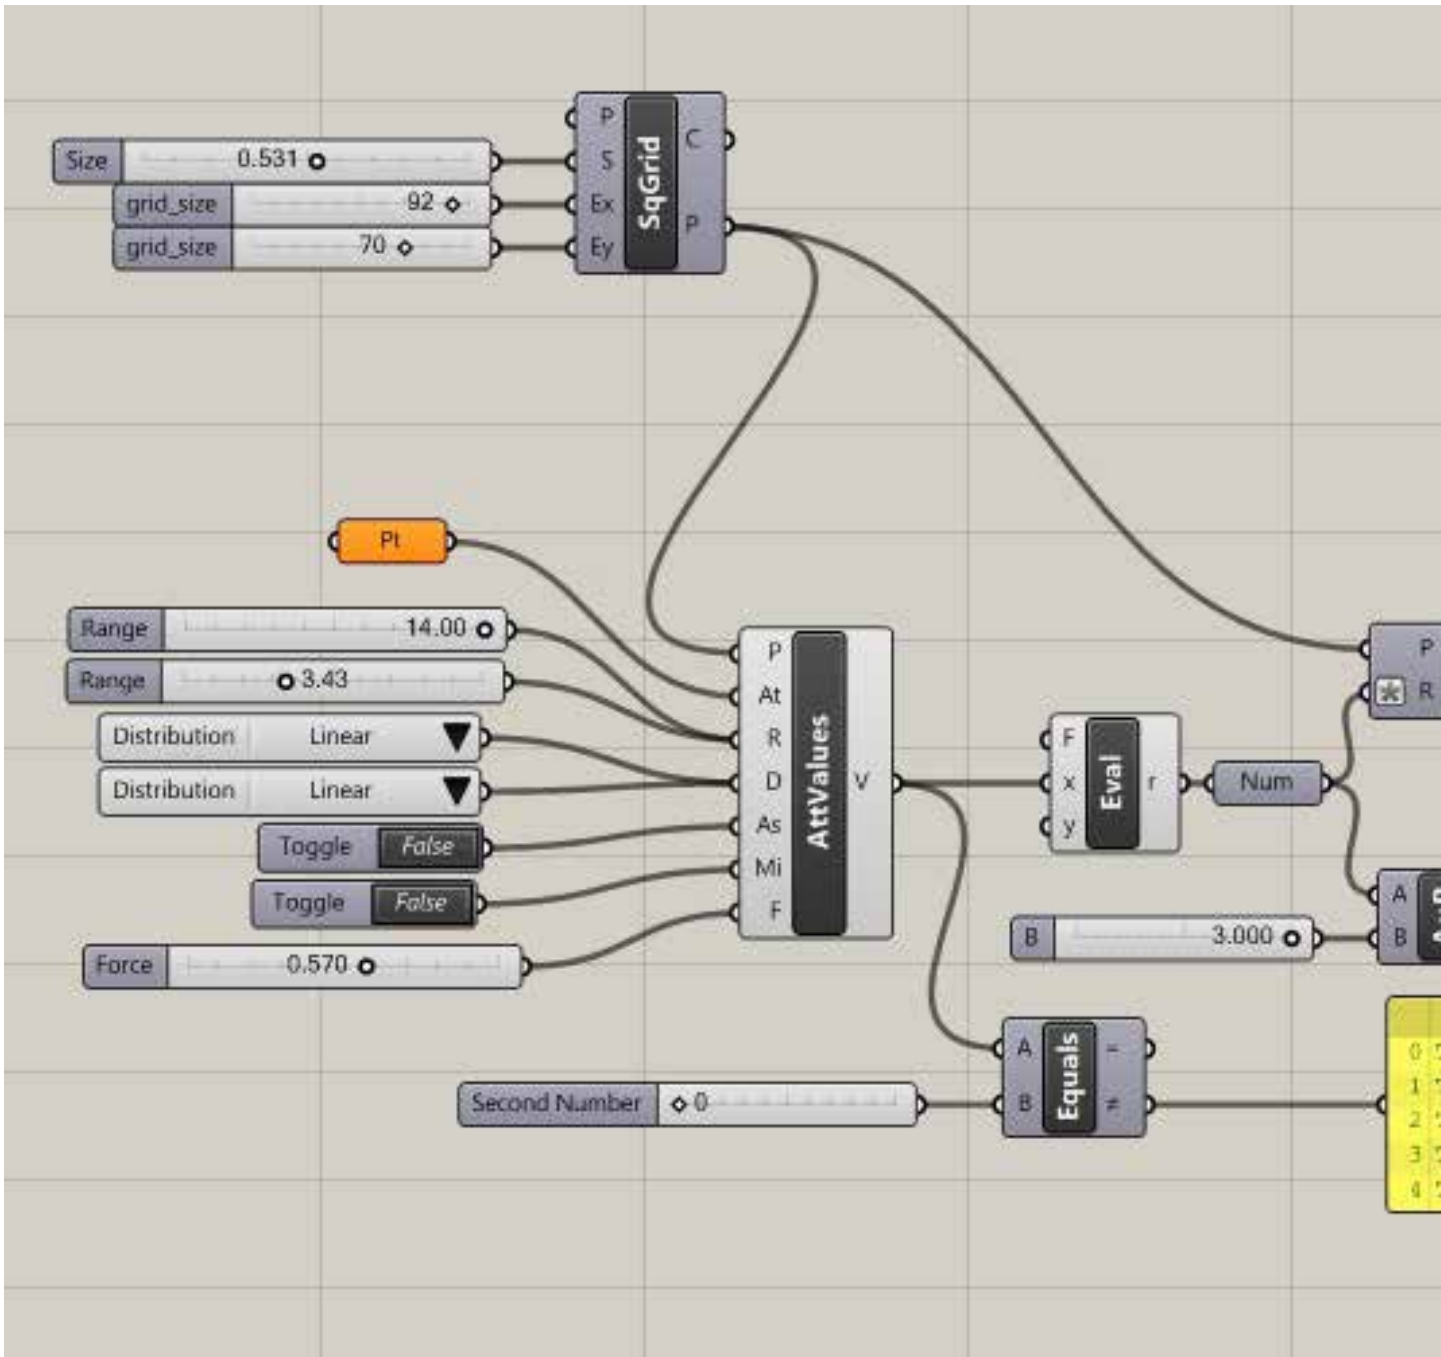 Size 0.531
grid_size 92
grid_size 70
P
S
Ex
Ey
SqGrid
C
P
Pt
Range 14.00
Range 3.43
Distribution Linear
Distribution Linear
Toggle False
Toggle False
Force 0.570
P
At
R
D
As
Mi
F
AttValues
V
F
x
y
Eval
r
Num
P
R
B 3.000
A
B
Second Number 0
A
B
Equals
=
≠
0
1
2
3
4